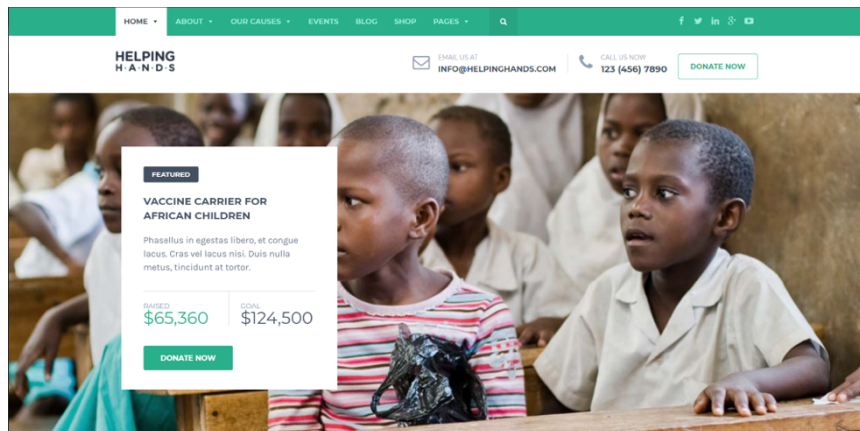 HOME ABOUT OUR CAUSES EVENTS BLOG SHOP PAGES
HELPING
H·A·N·D·S
EMAIL US AT
INFO@HELPINGHANDS.COM
CALL US NOW
123 (456) 7890
DONATE NOW
FEATURED
VACCINE CARRIER FOR
AFRICAN CHILDREN
Phasellus in egestas libero, et congue
lacus. Cras vel lacus nisi. Duis nulla
metus, tincidunt at tortor.
RAISED
$65,360
GOAL
$124,500
DONATE NOW